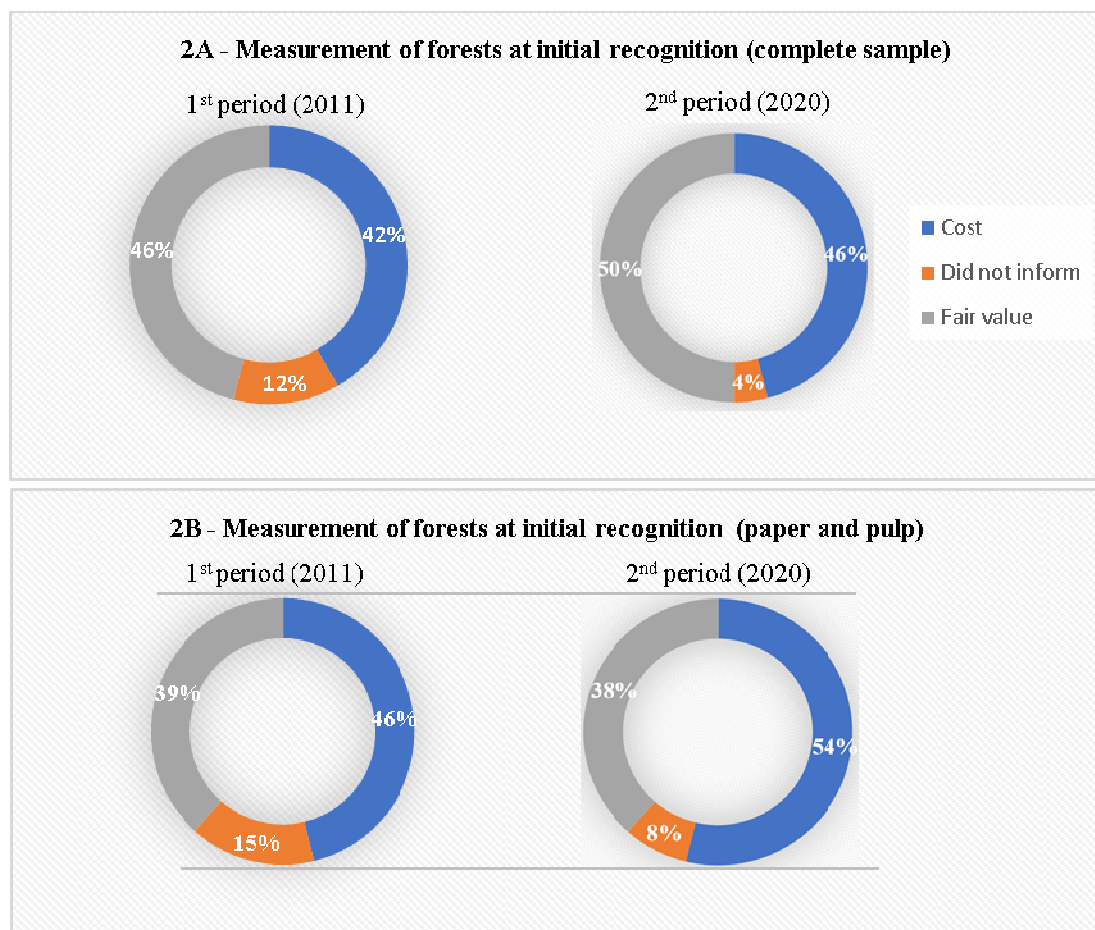 2A - Measurement of forests at initial recognition (complete sample)
1st period (2011)
2nd period (2020)
42%
46%
12%
46%
50%
4%
Cost
Did not inform
Fair value
2B - Measurement of forests at initial recognition (paper and pulp)
1st period (2011)
2nd period (2020)
39%
46%
15%
38%
54%
8%